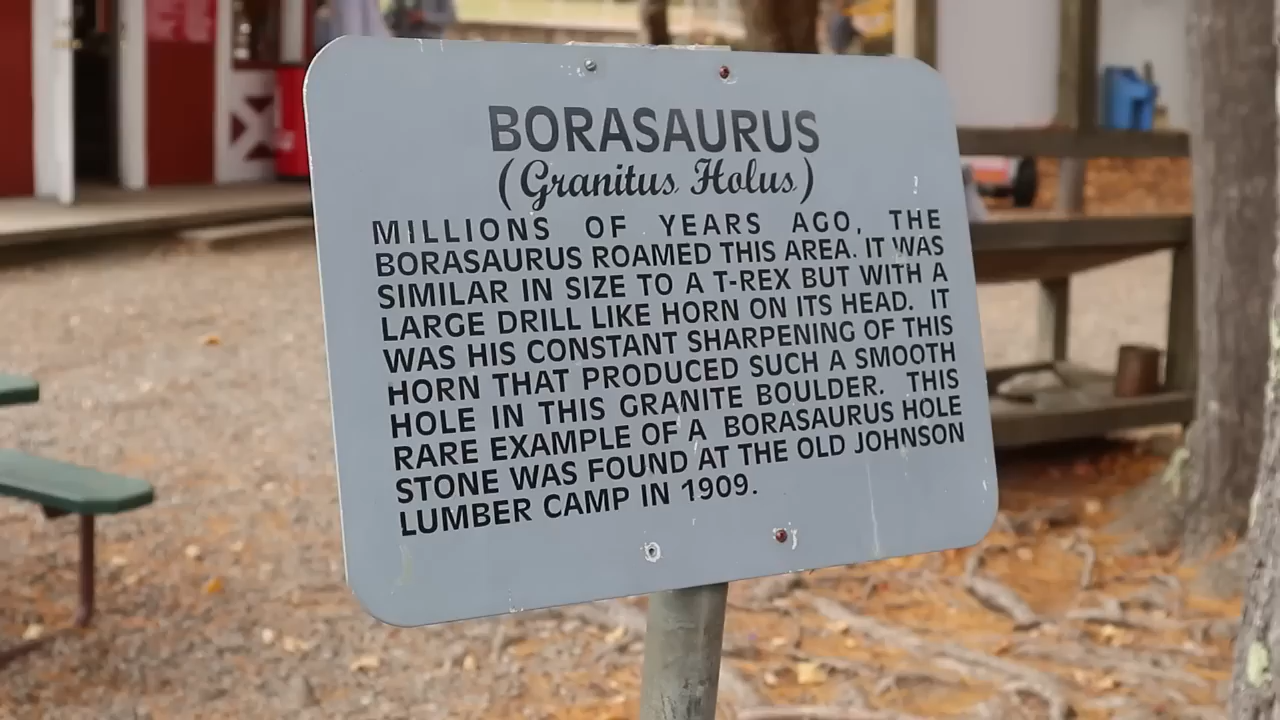 BORASAURUS
(Granitus Holus)
MILLIONS OF YEARS AGO, THE
BORASAURUS ROAMED THIS AREA. IT WAS
SIMILAR IN SIZE TO A T-REX BUT WITH A
LARGE DRILL LIKE HORN ON ITS HEAD. IT
WAS HIS CONSTANT SHARPENING OF THIS
HORN THAT PRODUCED SUCH A SMOOTH
HOLE IN THIS GRANITE BOULDER. THIS
RARE EXAMPLE OF A BORASAURUS HOLE
STONE WAS FOUND AT THE OLD JOHNSON
LUMBER CAMP IN 1909.